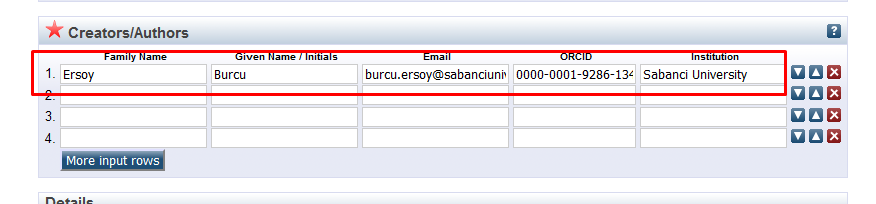 Creators/Authors ?
Family Name Given Name / Initials Email ORCID Institution
1. Ersoy Burcu burcu.ersoy@sabanciuni 0000-0001-9286-134 Sabanci University
2.
3.
4.
More input rows
Details